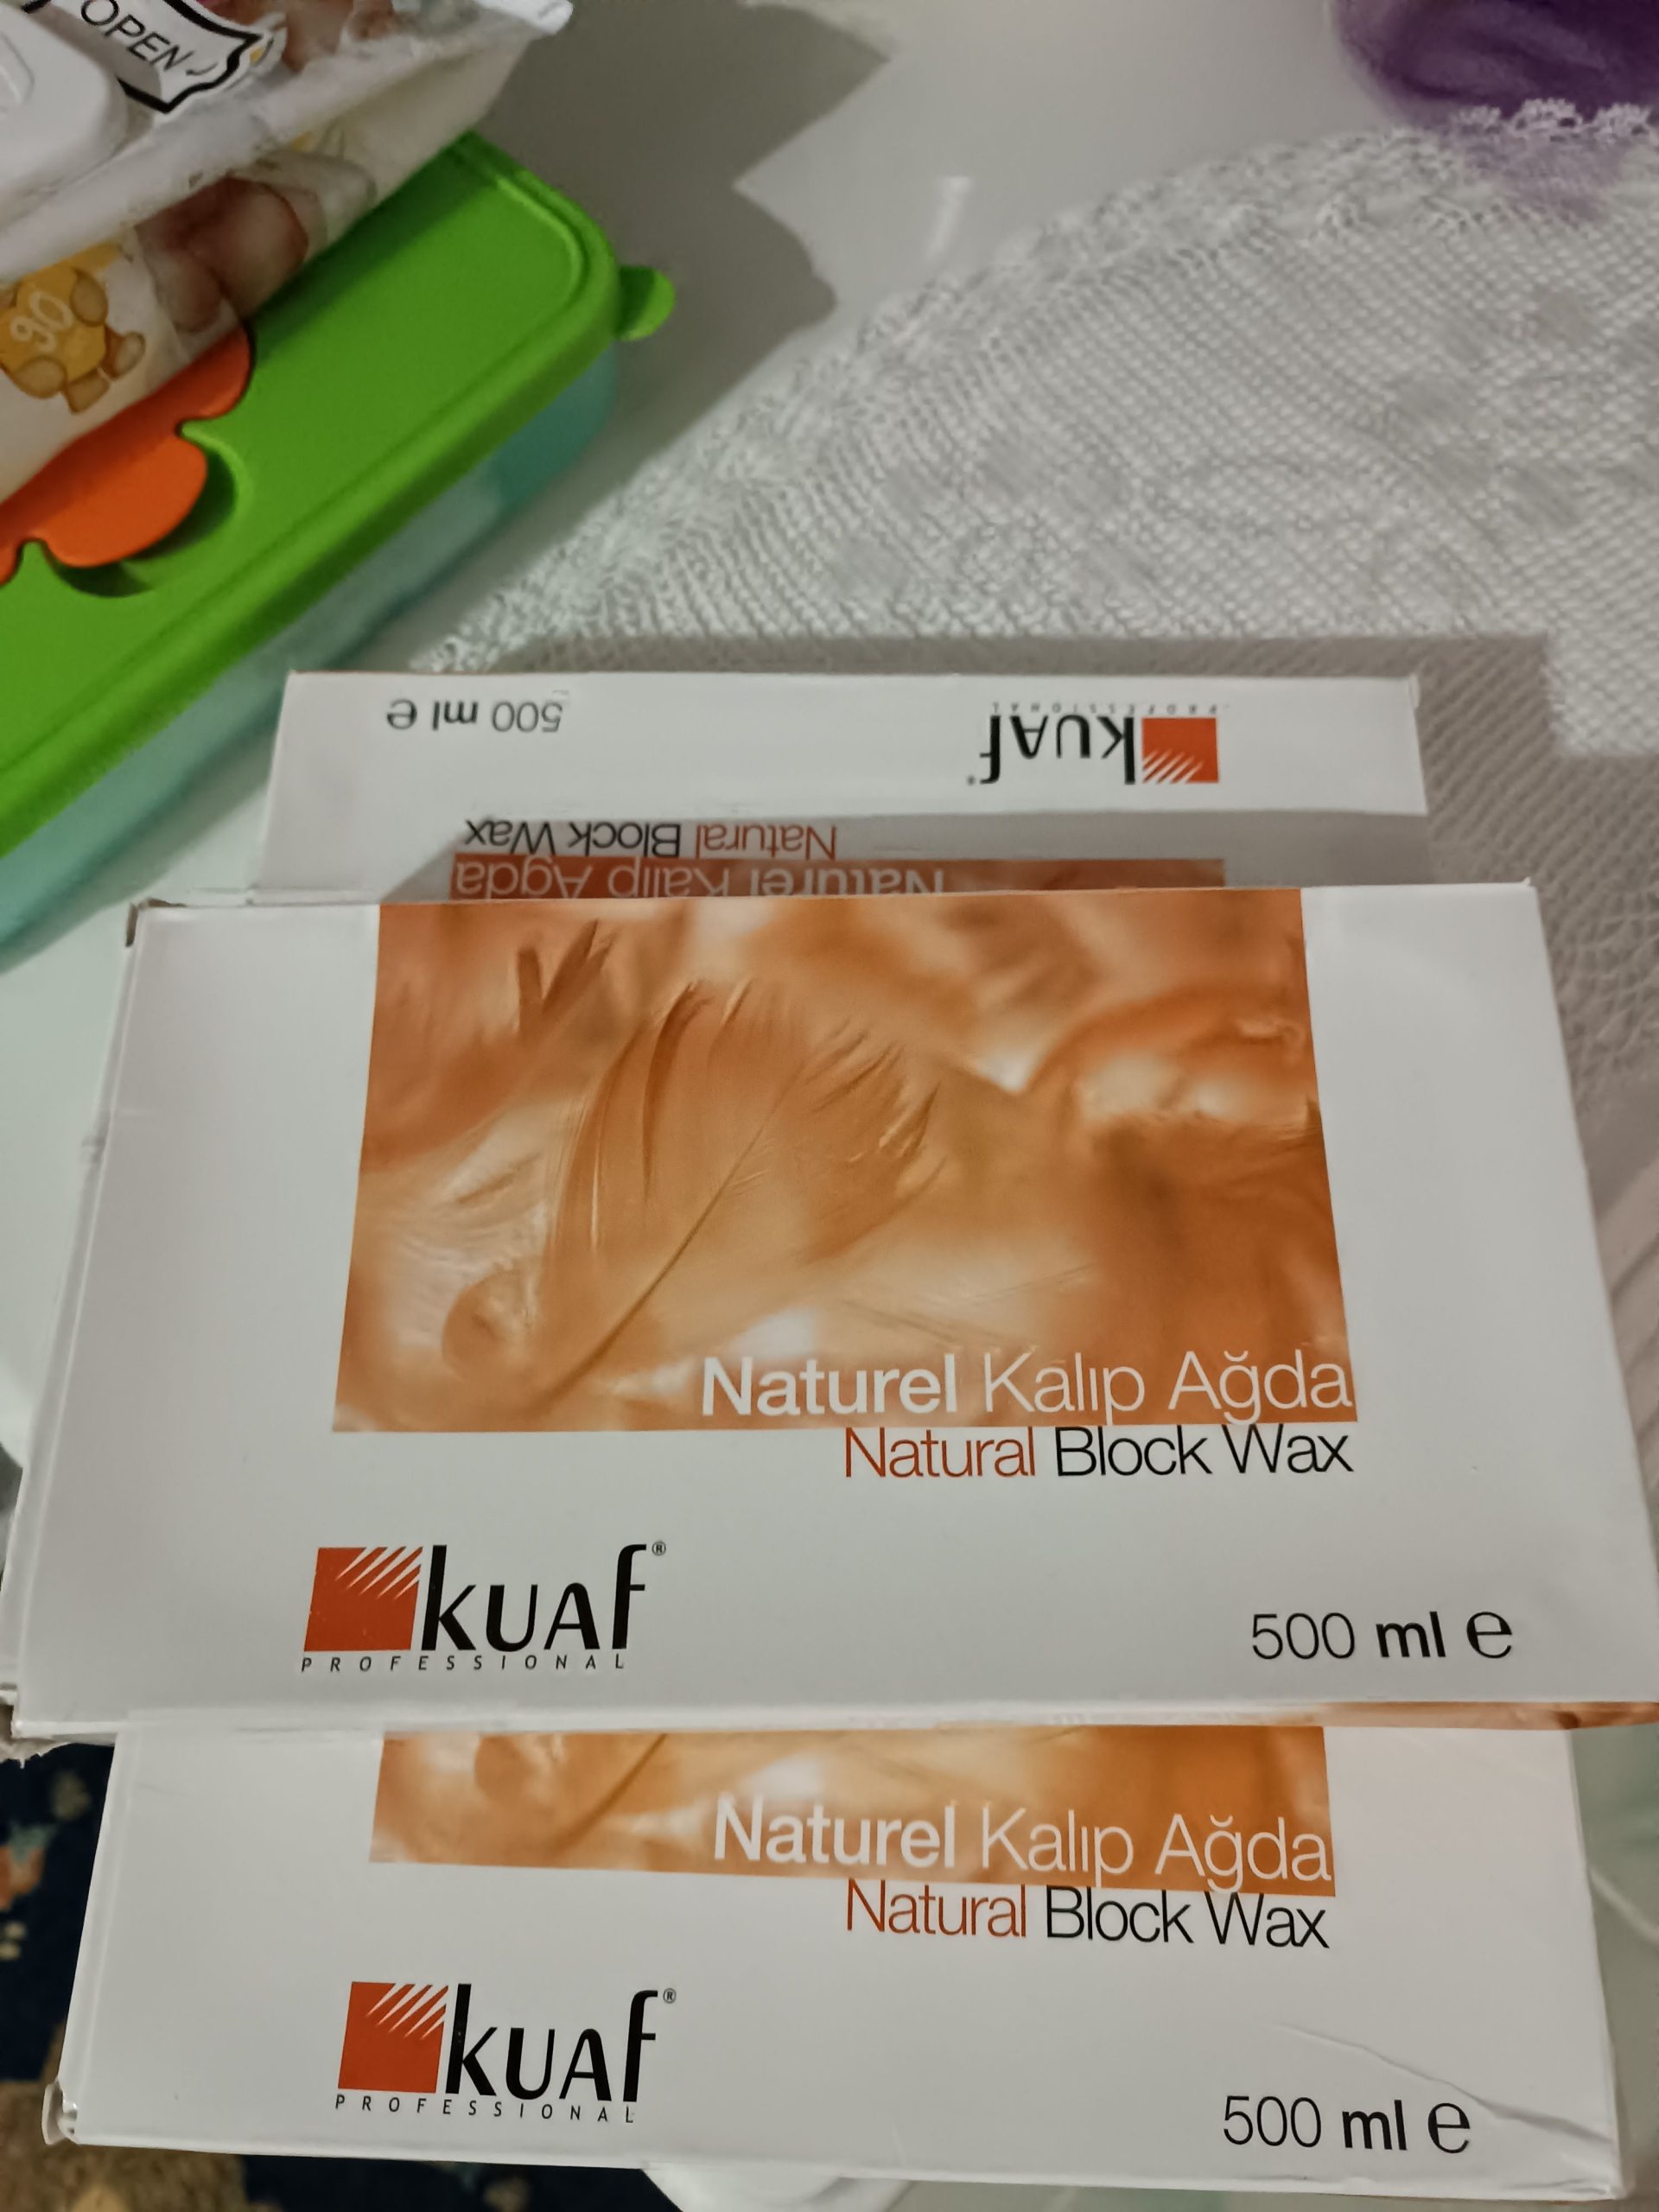 OPEN
90
500 ml e
kuaf®
PROFESSIONAL
Natural Block Wax
Naturel Kalıp Ağda
Naturel Kalıp Ağda
Natural Block Wax
kuaf®
PROFESSIONAL
500 ml e
Naturel Kalıp Ağda
Natural Block Wax
kuaf®
PROFESSIONAL
500 ml e